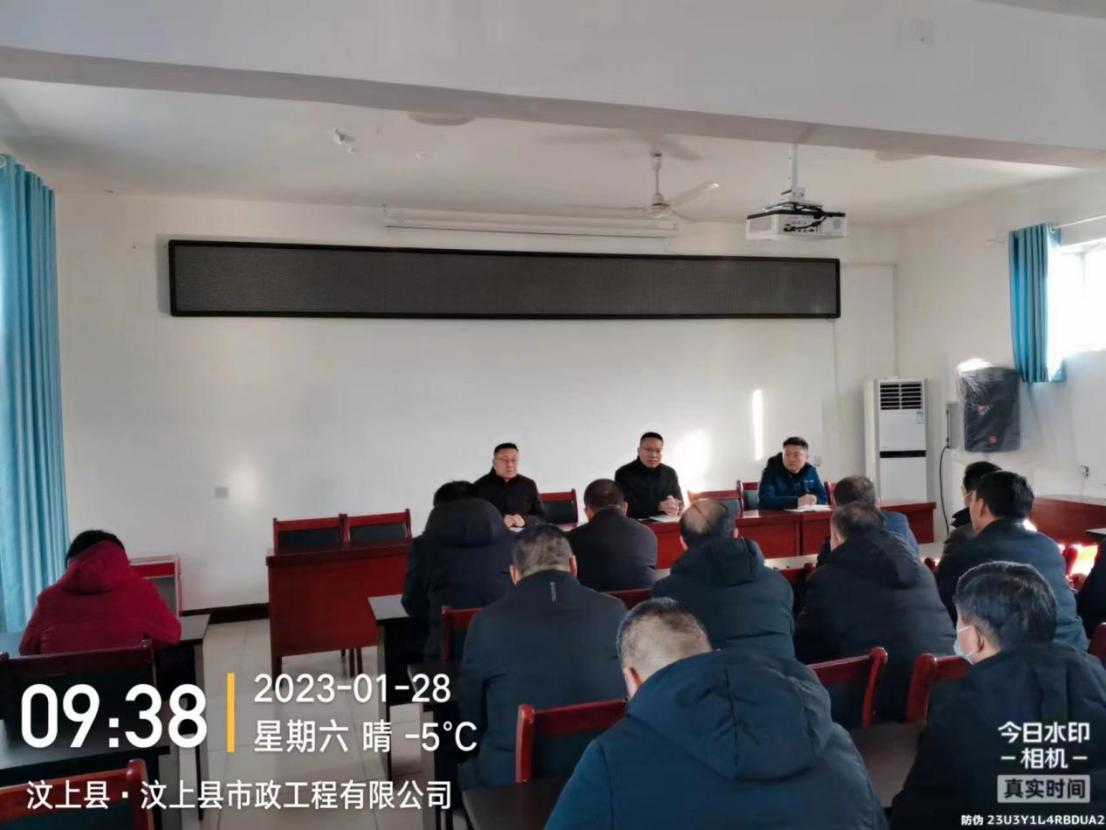 09:38
2023-01-28
星期六 晴 -5°C
汶上县·汶上县市政工程有限公司
今日水印
相机
真实时间
防伪 23U3Y1L4RBDUA2